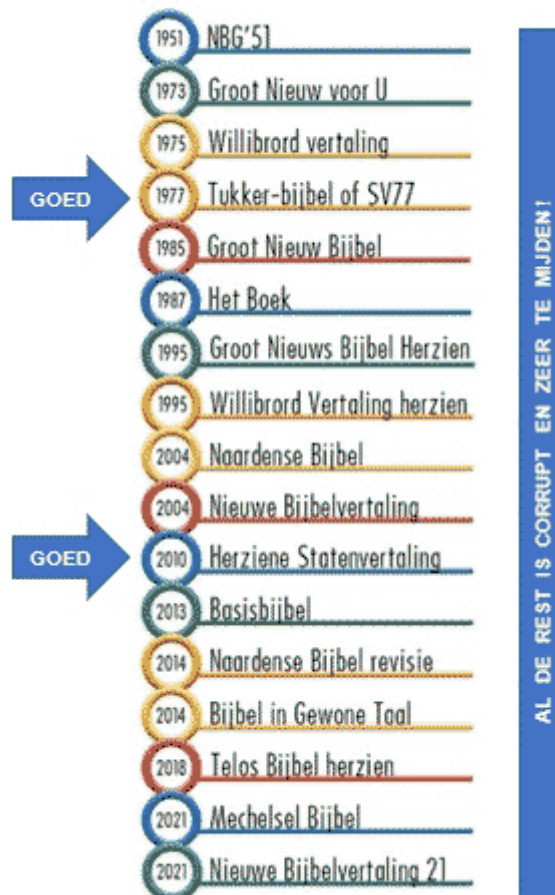 1951 NBG'51
1973 Groot Nieuw voor U
1975 Willibrord vertaling
GOED
1977 Tukker-bijbel of SV77
1985 Groot Nieuw Bijbel
1987 Het Boek
1995 Groot Nieuws Bijbel Herzien
1995 Willibrord Vertaling herzien
2004 Naardense Bijbel
2004 Nieuwe Bijbelvertaling
GOED
2010 Herziene Statenvertaling
2013 Basisbijbel
2014 Naardense Bijbel revisie
2014 Bijbel in Gewone Taal
2018 Telos Bijbel herzien
2021 Mechelsel Bijbel
2021 Nieuwe Bijbelvertaling 21
AL DE REST IS CORRUPT EN ZEER TE MIJDEN!